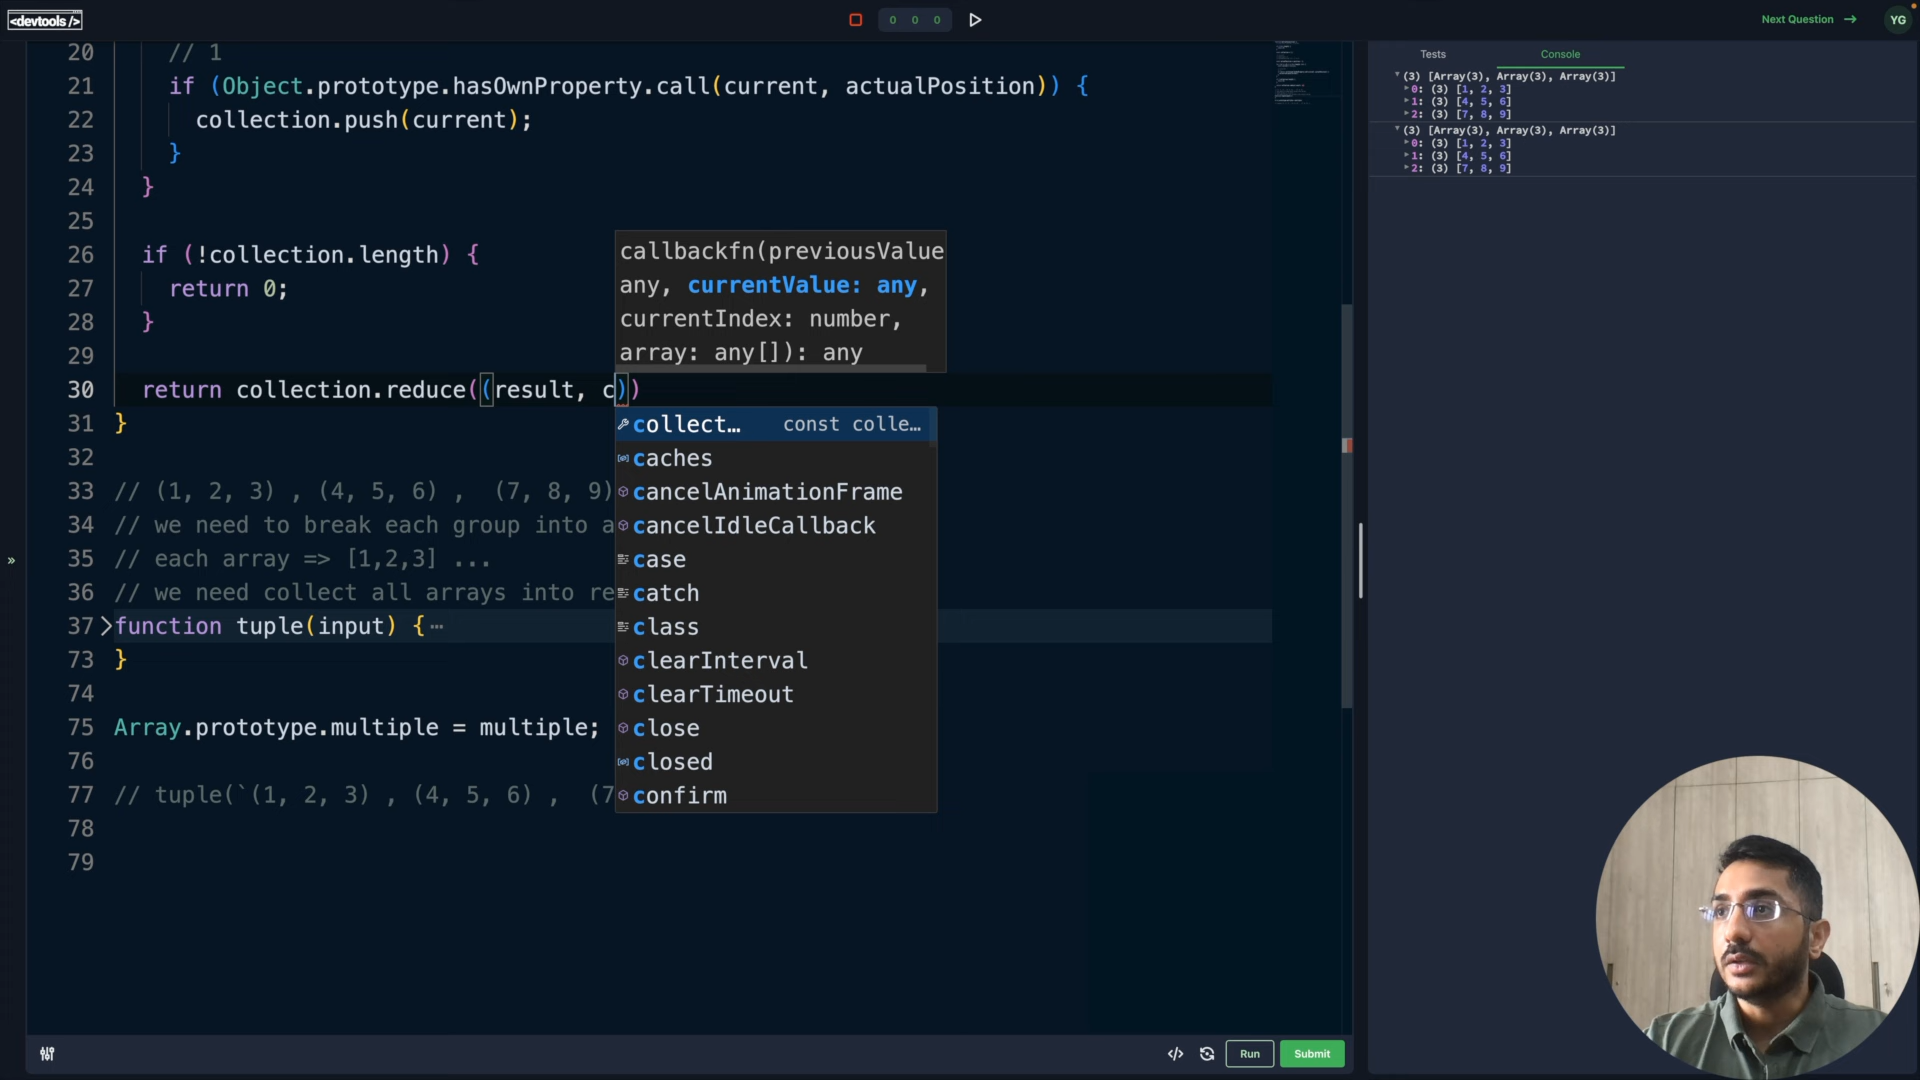 <devtools />
0 0 0
Next Question
YG
20 // 1
21 if (Object.prototype.hasOwnProperty.call(current, actualPosition)) {
22 collection.push(current);
23 }
24 }
25
26 if (!collection.length) {
27 return 0;
28 }
29
30 return collection.reduce((result, c))
31 }
32
33 // (1, 2, 3) , (4, 5, 6) , (7, 8, 9)
34 // we need to break each group into a
35 // each array => [1,2,3] ...
36 // we need collect all arrays into re
37 function tuple(input) {
73 }
74
75 Array.prototype.multiple = multiple;
76
77 // tuple(`(1, 2, 3) , (4, 5, 6) , (7
78
79
callbackfn(previousValue
any, currentValue: any,
currentIndex: number,
array: any[]): any
collect… const colle…
caches
cancelAnimationFrame
cancelIdleCallback
case
catch
class
clearInterval
clearTimeout
close
closed
confirm
Run
Submit
Tests
Console
(3) [Array(3), Array(3), Array(3)]
0: (3) [1, 2, 3]
1: (3) [4, 5, 6]
2: (3) [7, 8, 9]
(3) [Array(3), Array(3), Array(3)]
0: (3) [1, 2, 3]
1: (3) [4, 5, 6]
2: (3) [7, 8, 9]